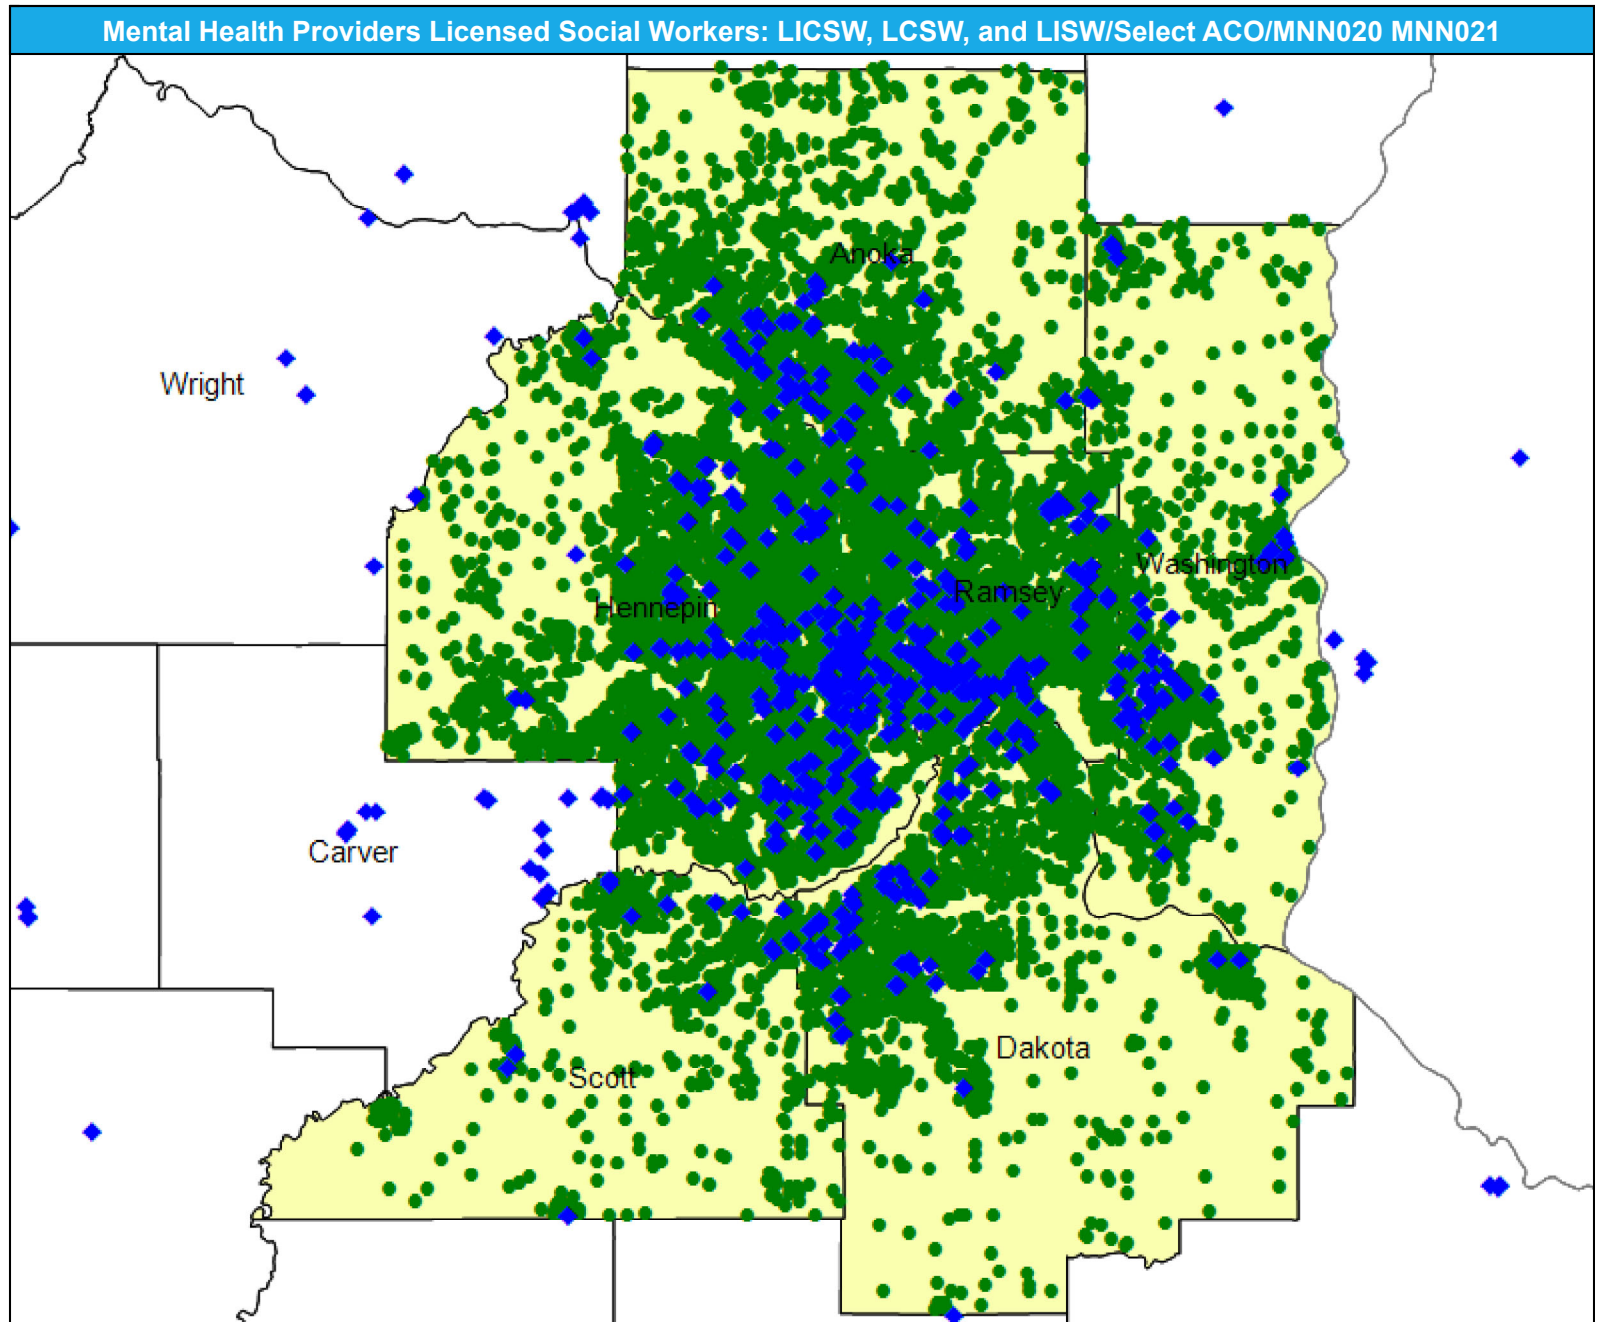 Mental Health Providers Licensed Social Workers: LICSW, LCSW, and LISW/Select ACO/MNN020 MNN021
Anoka
Wright
Washington
Ramsey
Hennepin
Carver
Dakota
Scott